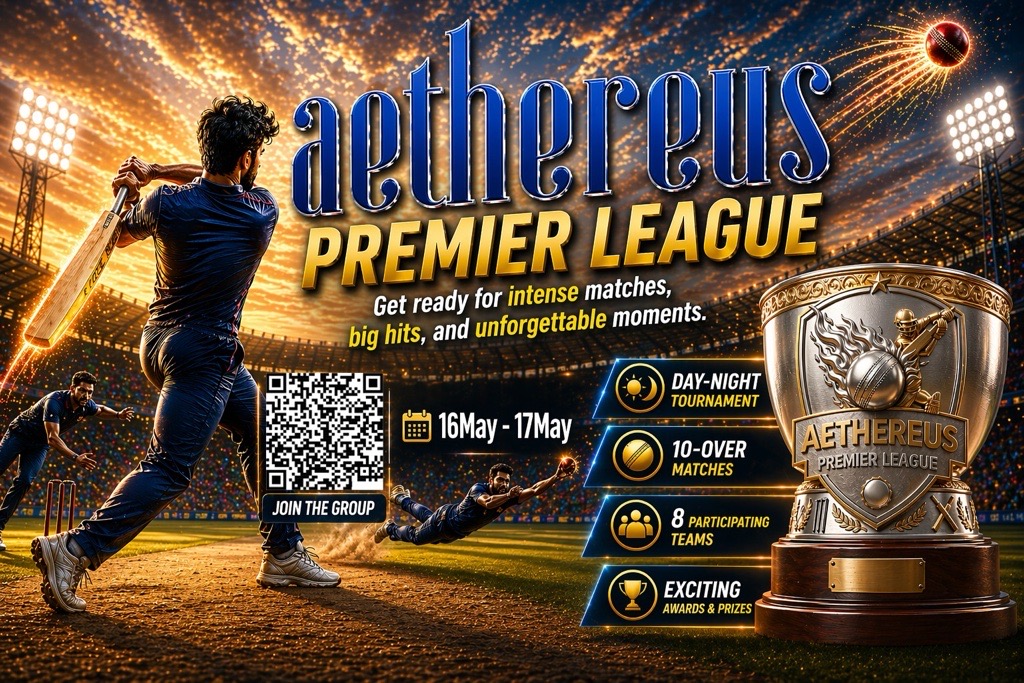 aethereus
PREMIER LEAGUE
Get ready for intense matches,
big hits, and unforgettable moments.
JOIN THE GROUP
16May - 17May
DAY-NIGHT
TOURNAMENT
10-OVER
MATCHES
8 PARTICIPATING
TEAMS
EXCITING
AWARDS & PRIZES
AETHEREUS
PREMIER LEAGUE